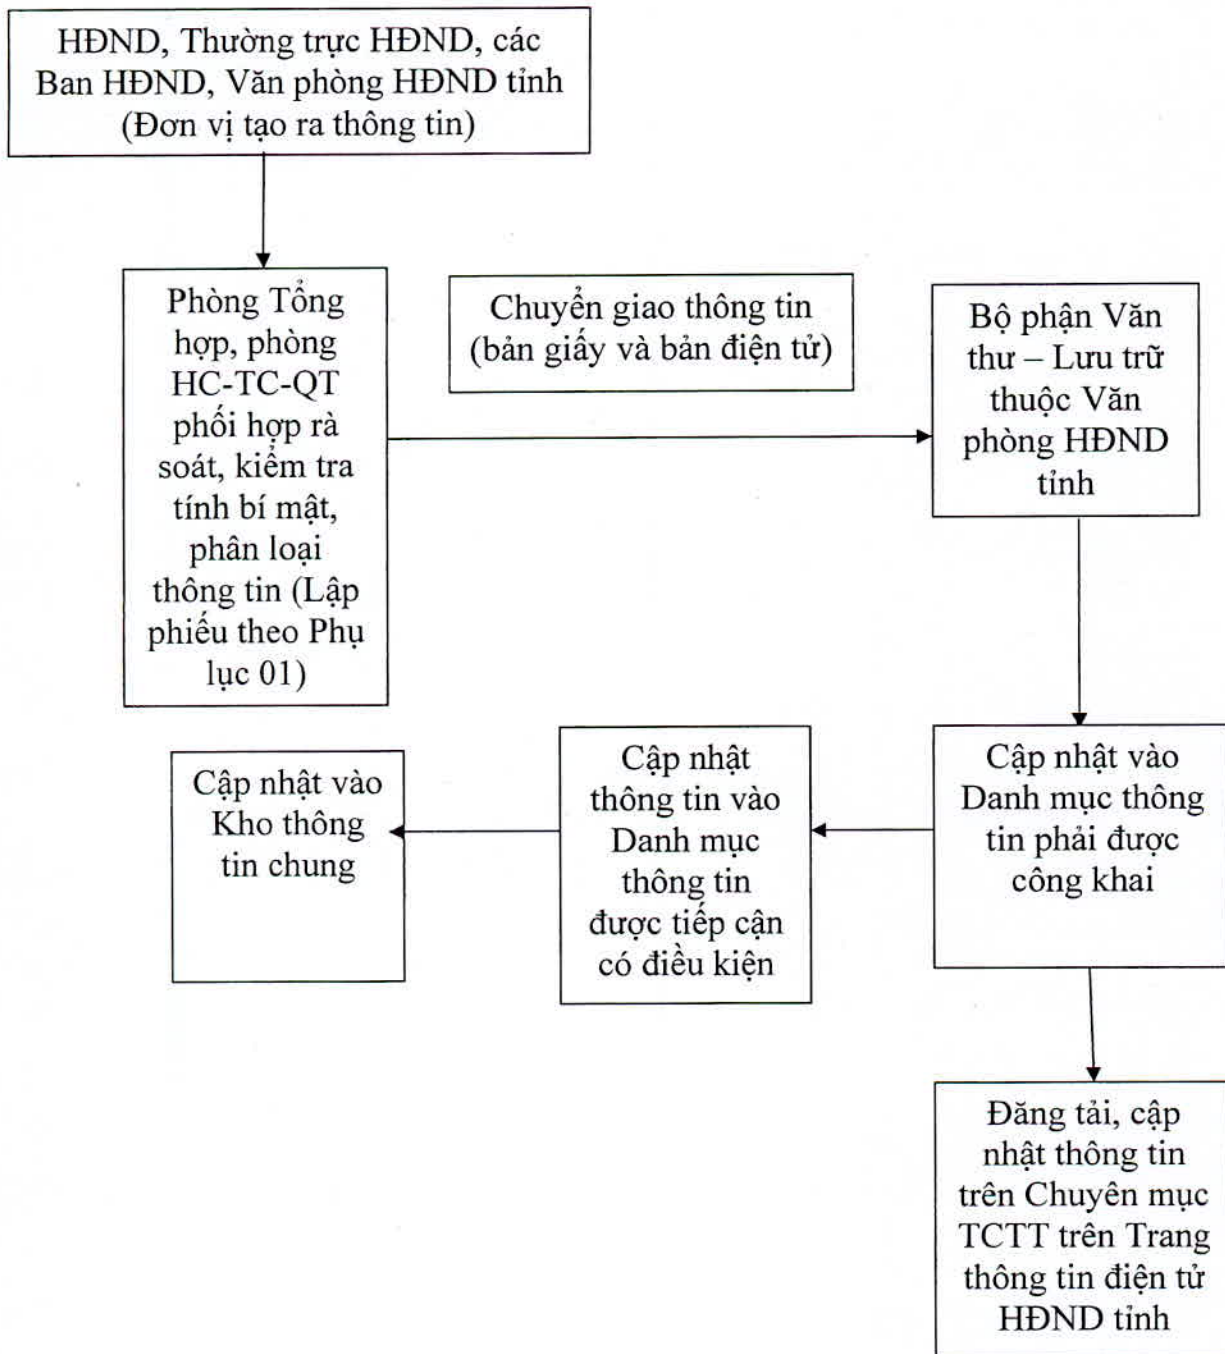 HĐND, Thường trực HĐND, các
Ban HĐND, Văn phòng HĐND tỉnh
(Đơn vị tạo ra thông tin)
Phòng Tổng
hợp, phòng
HC-TC-QT
phối hợp rà
soát, kiểm tra
tính bí mật,
phân loại
thông tin (Lập
phiếu theo Phụ
lục 01)
Chuyển giao thông tin
(bản giấy và bản điện tử)
Bộ phận Văn
thư – Lưu trữ
thuộc Văn
phòng HĐND
tỉnh
Cập nhật vào
Danh mục thông
tin phải được
công khai
Cập nhật
thông tin vào
Danh mục
thông tin
được tiếp cận
có điều kiện
Cập nhật vào
Kho thông
tin chung
Đăng tải, cập
nhật thông tin
trên Chuyên mục
TCTT trên Trang
thông tin điện tử
HĐND tỉnh